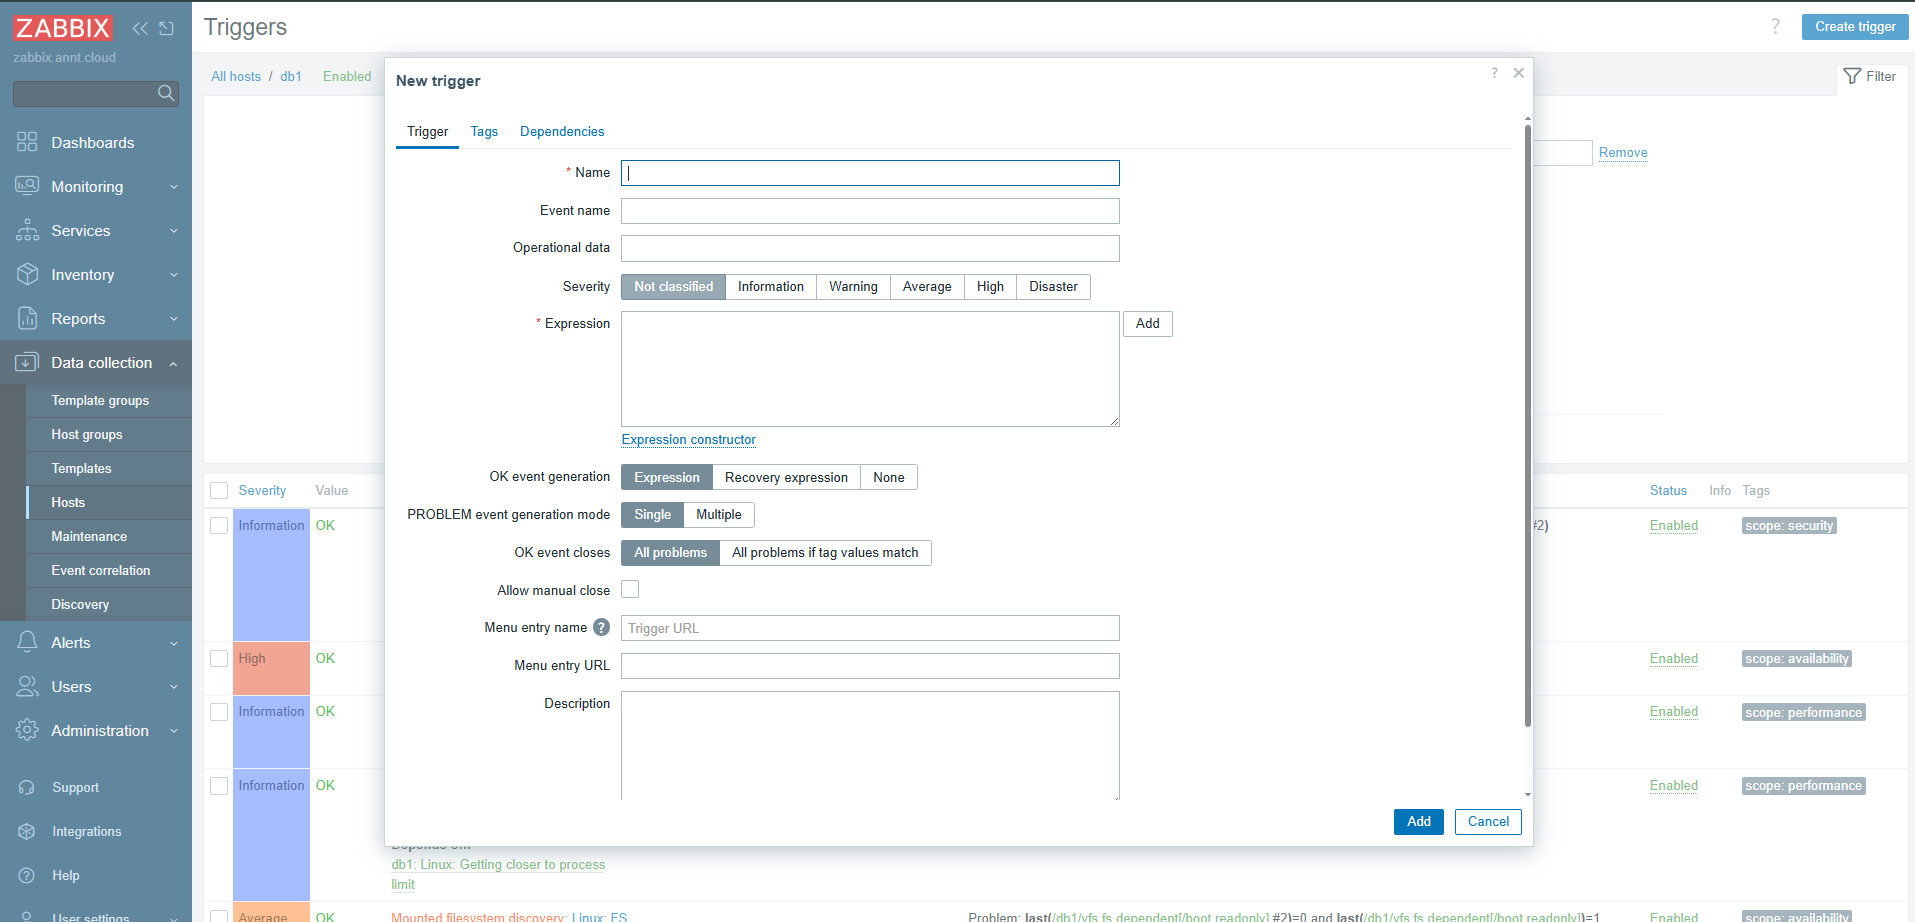 ZABBIX
zabbix.annt.cloud
Dashboards
Monitoring
Services
Inventory
Reports
Data collection
Template groups
Host groups
Templates
Hosts
Maintenance
Event correlation
Discovery
Alerts
Users
Administration
Support
Integrations
Help
User settings
Triggers
? Create trigger
All hosts / db1 Enabled
Filter
Remove
New trigger ?
Trigger Tags Dependencies
* Name
Event name
Operational data
Severity Not classified Information Warning Average High Disaster
* Expression Add
Expression constructor
OK event generation Expression Recovery expression None
PROBLEM event generation mode Single Multiple
OK event closes All problems All problems if tag values match
Allow manual close
Menu entry name ? Trigger URL
Menu entry URL
Description
Add Cancel
Severity Value Status Info Tags
Information OK #2) Enabled scope: security
High OK Enabled scope: availability
Information OK Enabled scope: performance
Information OK Enabled scope: performance
Depends on:
db1: Linux: Getting closer to process
limit
Average OK Mounted filesystem discovery: Linux: FS Problem: last(/db1/vfs.fs.dependent[/boot,readonly],#2)=0 and last(/db1/vfs.fs.dependent[/boot,readonly])=1 Enabled scope: availability